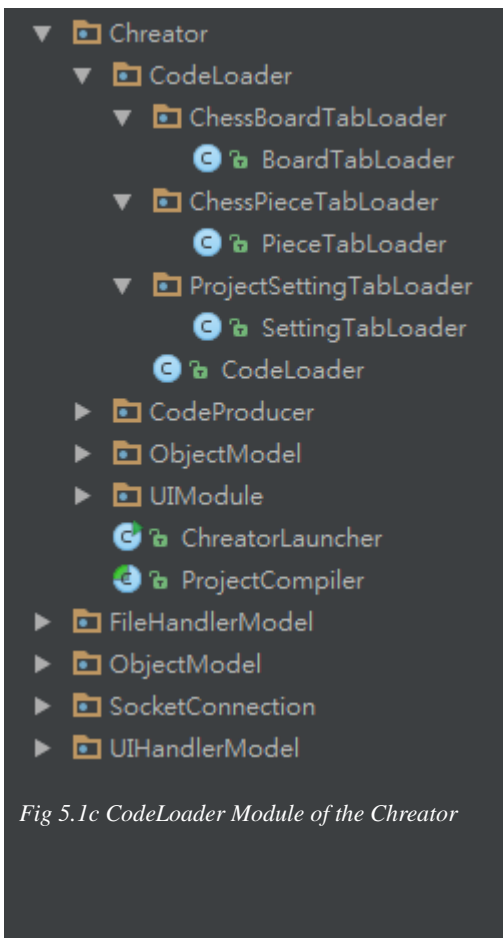 Chreator
CodeLoader
ChessBoardTabLoader
BoardTabLoader
ChessPieceTabLoader
PieceTabLoader
ProjectSettingTabLoader
SettingTabLoader
CodeLoader
CodeProducer
ObjectModel
UIModule
ChreatorLauncher
ProjectCompiler
FileHandlerModel
ObjectModel
SocketConnection
UIHandlerModel
Fig 5.1c CodeLoader Module of the Chreator